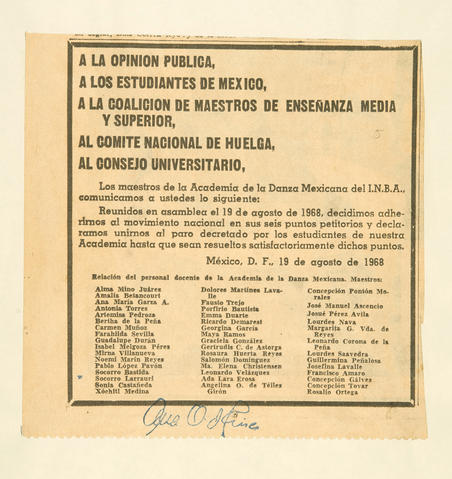 A LA OPINION PUBLICA,
A LOS ESTUDIANTES DE MEXICO,
A LA COALICION DE MAESTROS DE ENSEÑANZA MEDIA
Y SUPERIOR,
5
AL COMITE NACIONAL DE HUELGA,
AL CONSEJO UNIVERSITARIO,
Los maestros de la Academia de la Danza Mexicana del I.N.B.A.,
comunicamos a ustedes lo siguiente:
Reunidos en asamblea el 19 de agosto de 1968, decidimos adhe-
rirnos al movimiento nacional en sus seis puntos petitorios y decla-
ramos unirnos al paro decretado por los estudiantes de nuestra
Academia hasta que sean resueltos satisfactoriamente dichos puntos.
México, D. F., 19 de agosto de 1968
Relación del personal docente de la Academia de la Danza Mexicana. Maestros:
Alma Mino Juárez
Amalia Betancourt
Ana María Garza A.
Antonia Torres
Artemisa Pedroza
Bertha de la Peña
Carmen Muñoz
Farahilda Sevilla
Guadalupe Durán
Isabel Melgoza Pérez
Mirna Villanueva
Noemí Marín Reyes
Pablo López Pavón
Socorro Bastida
Socorro Larrauri
Sonia Castañeda
Xóchitl Medina
Dolores Martínes Lava-
lle
Fausto Trejo
Porfirio Bautista
Emma Duarte
Ricardo Demaresi
Georgina García
Maya Ramos
Graciela González
Gertrudis C. de Astorga
Rosaura Huerta Reyes
Salomón Domínguez
Ma. Elena Christensen
Leonardo Velázquez
Ada Lara Erosa
Angelina O. de Télles
Girón
Concepción Ponión Mo-
rales
José Manuel Ascencio
Josué Pérez Avila
Lourdes Nava
Margarita G. Vda. de
Reyes
Leonardo Corona de la
Peña
Lourdes Saavedra
Guillermina Peñalosa
Josefina Lavalle
Francisco Amaro
Concepción Gálves
Concepción Tovar
Rosalío Ortega